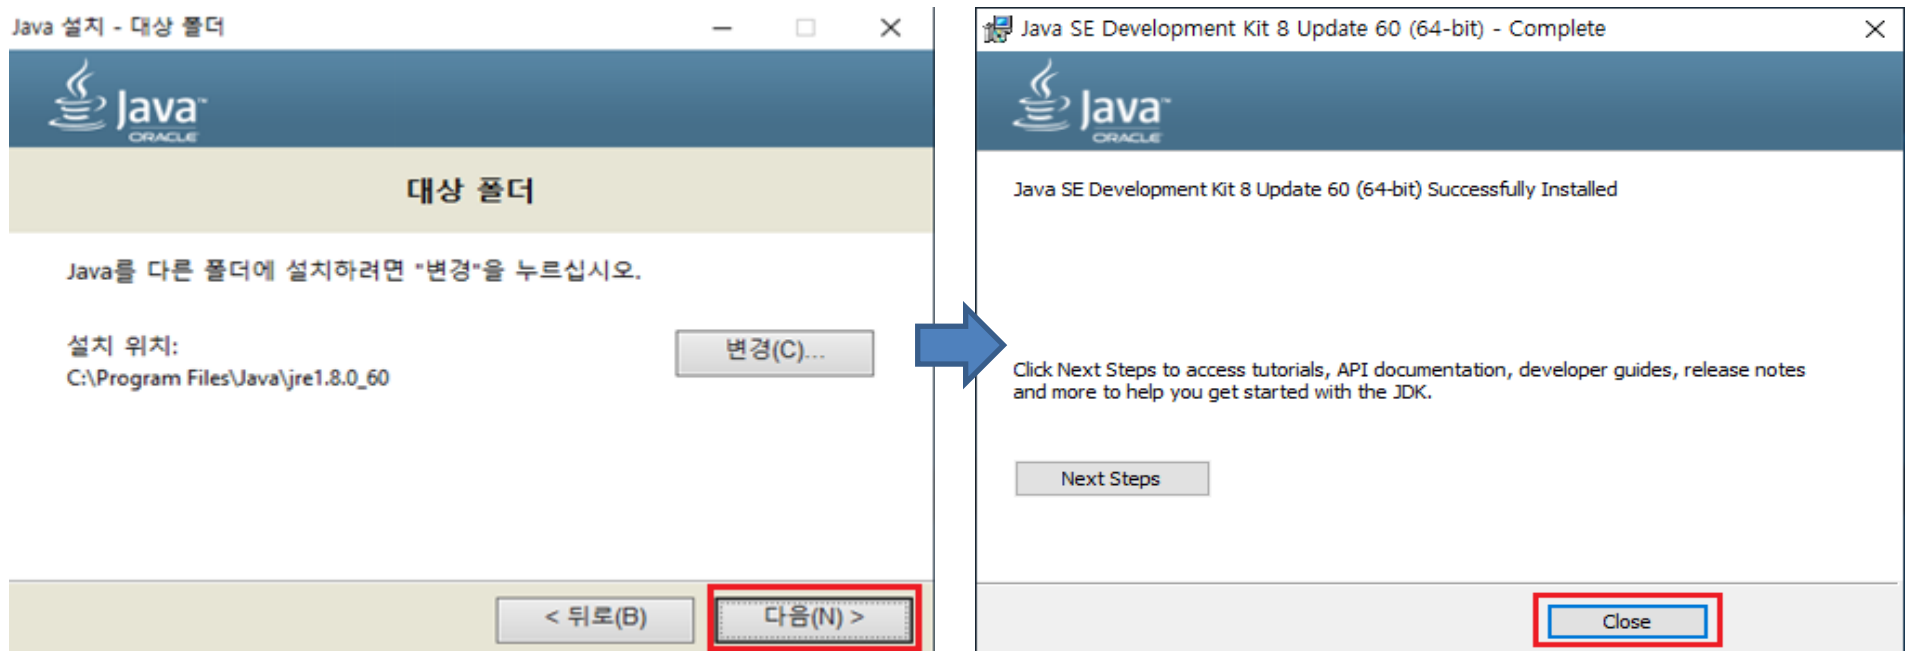 Java 설치 - 대상 폴더
Java™
ORACLE
대상 폴더
Java를 다른 폴더에 설치하려면 "변경"을 누르십시오.
설치 위치:
C:\Program Files\Java\jre1.8.0_60
변경(C)...
< 뒤로(B)
다음(N) >
Java SE Development Kit 8 Update 60 (64-bit) - Complete
Java™
ORACLE
Java SE Development Kit 8 Update 60 (64-bit) Successfully Installed
Click Next Steps to access tutorials, API documentation, developer guides, release notes
and more to help you get started with the JDK.
Next Steps
Close